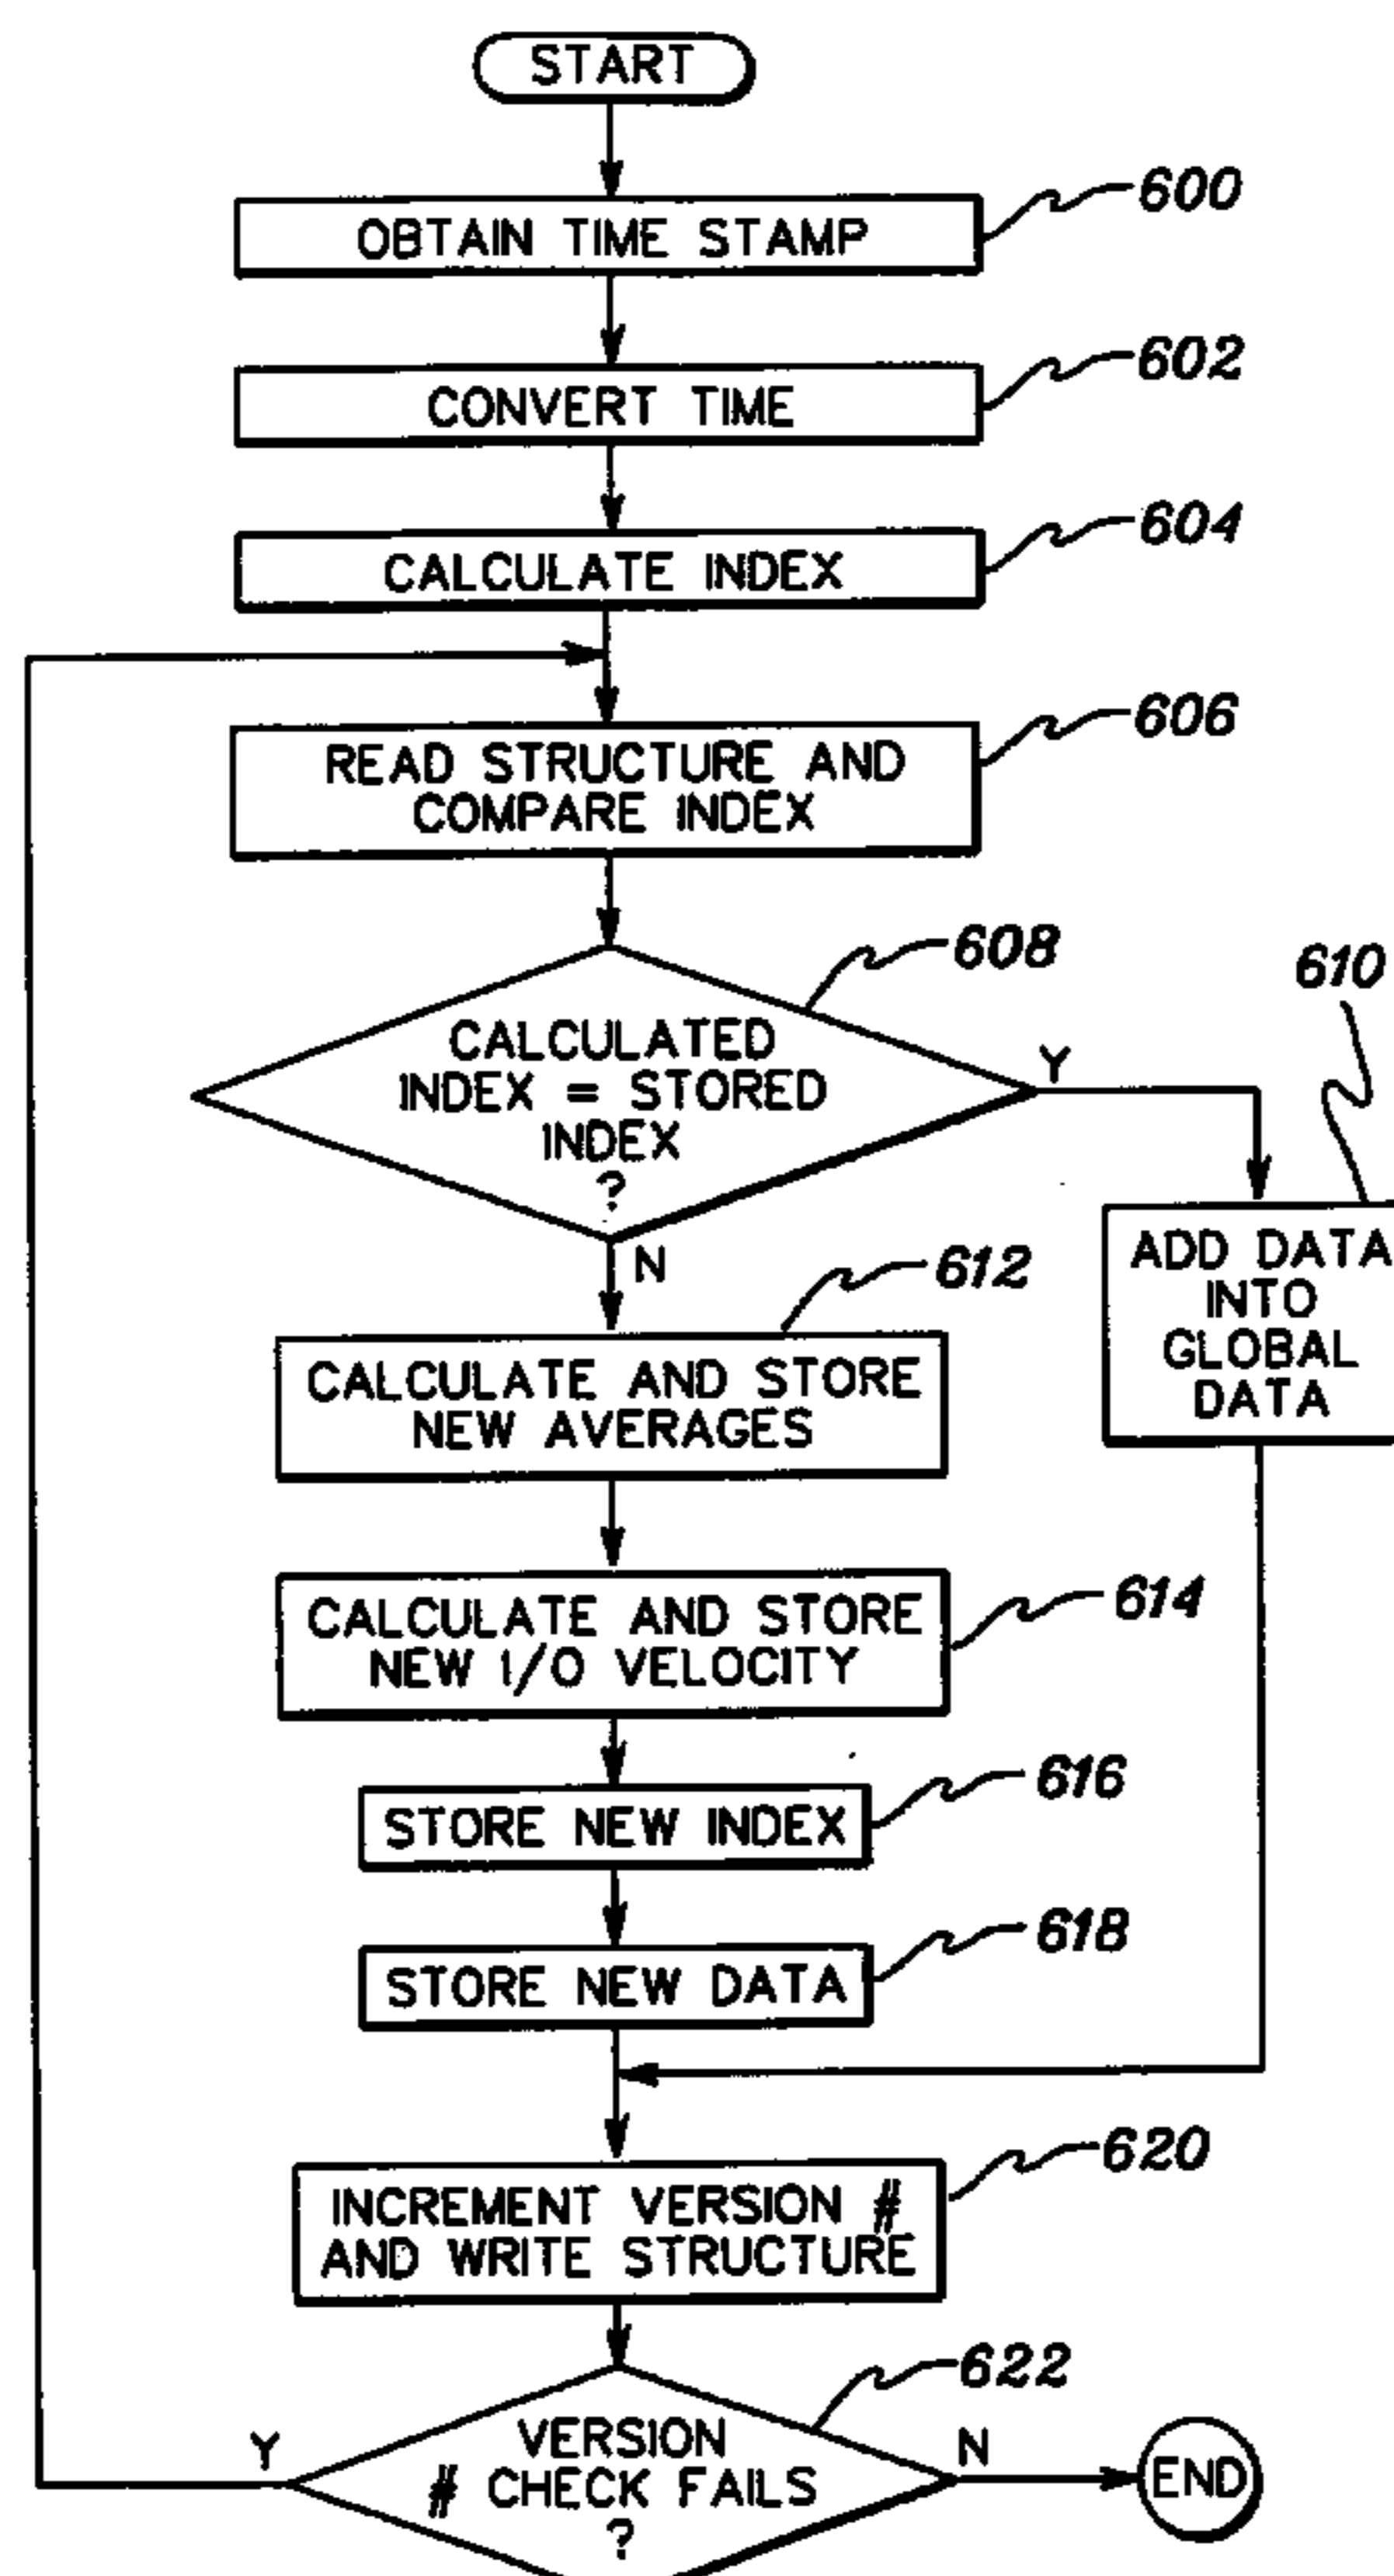 START
600
OBTAIN TIME STAMP
602
CONVERT TIME
604
CALCULATE INDEX
606
READ STRUCTURE AND
COMPARE INDEX
608
610
CALCULATED
INDEX = STORED
INDEX
?
Y
N
ADD DATA
INTO
GLOBAL
DATA
612
CALCULATE AND STORE
NEW AVERAGES
614
CALCULATE AND STORE
NEW I/O VELOCITY
616
STORE NEW INDEX
618
STORE NEW DATA
620
INCREMENT VERSION #
AND WRITE STRUCTURE
622
Y
VERSION
# CHECK FAILS
?
N
END